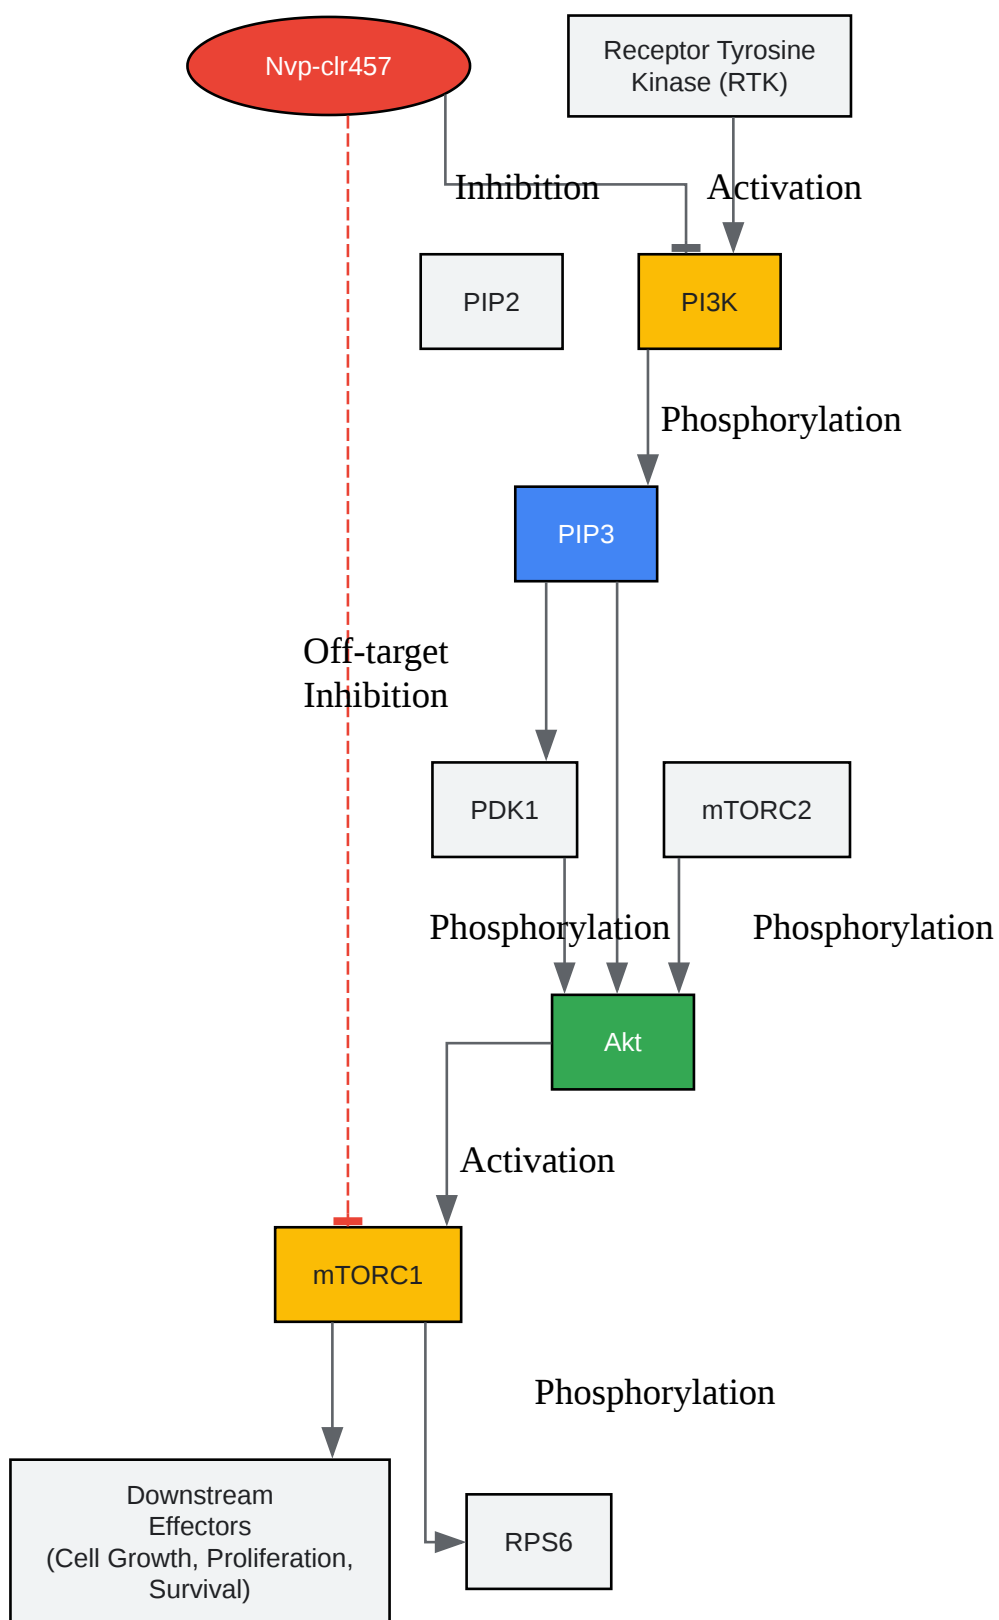 Nvp-clr457
Receptor Tyrosine
Kinase (RTK)
Inhibition
Activation
PIP2
PI3K
Phosphorylation
PIP3
Off-target
Inhibition
PDK1
mTORC2
Phosphorylation
Phosphorylation
Akt
Activation
mTORC1
Phosphorylation
Downstream
Effectors
(Cell Growth, Proliferation,
Survival)
RPS6